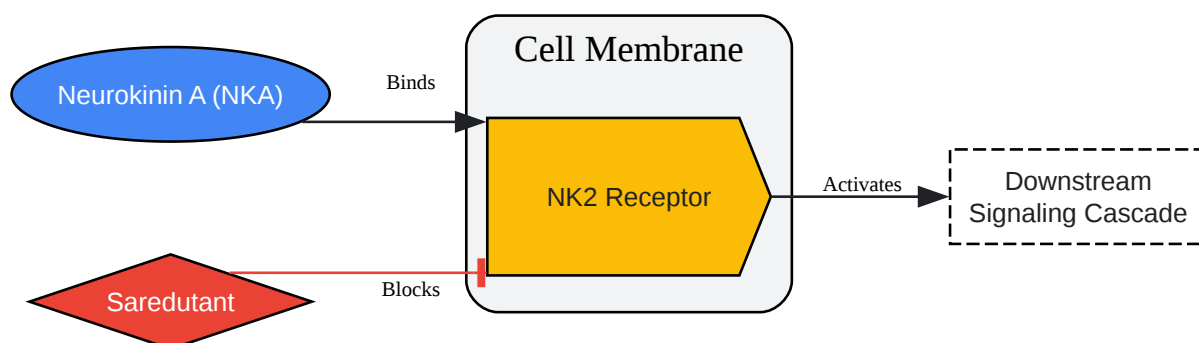 Cell Membrane
Neurokinin A (NKA)
Binds
NK2 Receptor
Activates
Downstream
Signaling Cascade
Saredutant
Blocks